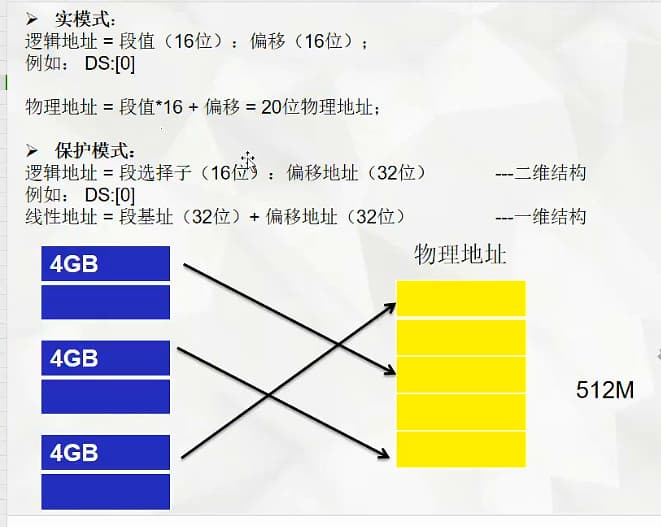 ➢ 实模式:
逻辑地址 = 段值（16位）: 偏移（16位）;
例如: DS:[0]
物理地址 = 段值*16 + 偏移 = 20位物理地址;
➢ 保护模式:
逻辑地址 = 段选择子（16位）: 偏移地址（32位） ---二维结构
例如: DS:[0]
线性地址 = 段基址（32位）+ 偏移地址（32位） ---一维结构
物理地址
4GB
4GB
512M
4GB